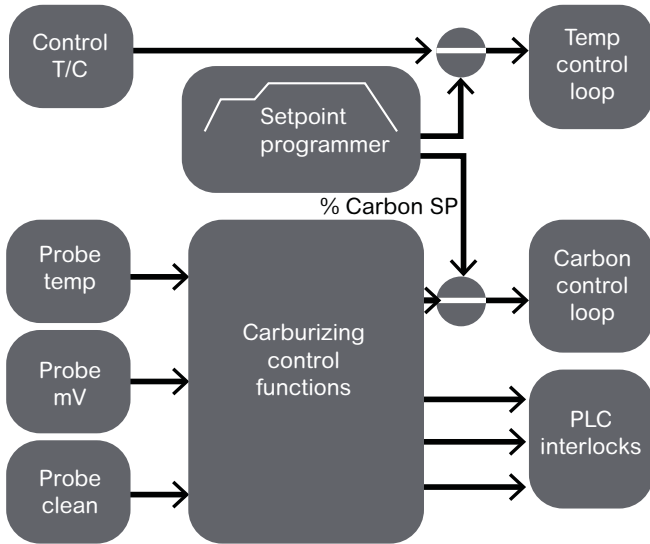 Control
T/C
Temp
control
loop
Setpoint
programmer
% Carbon SP
Probe
temp
Carburizing
control
functions
Carbon
control
loop
Probe
mV
PLC
interlocks
Probe
clean